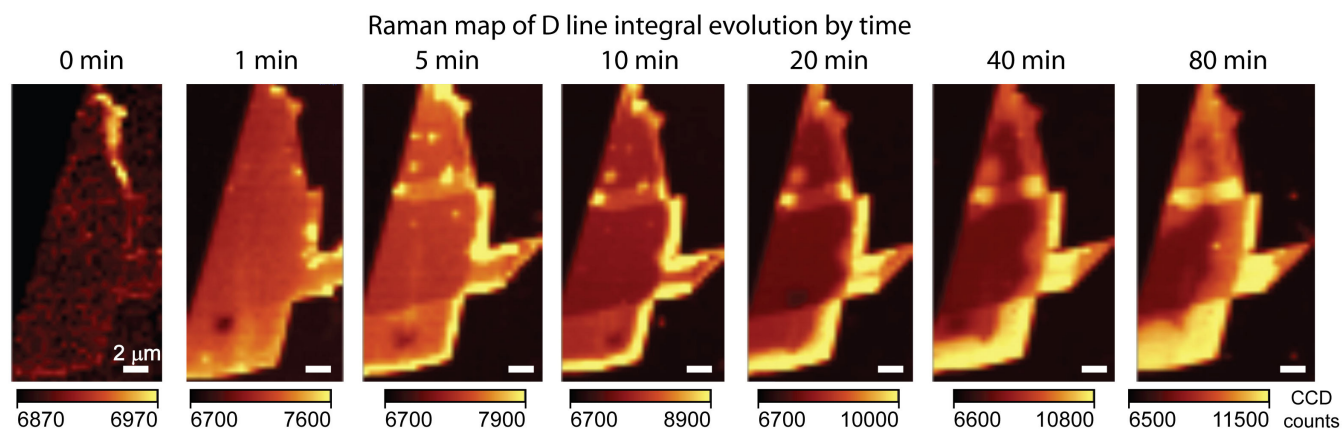 Raman map of D line integral evolution by time
0 min 1 min 5 min 10 min 20 min 40 min 80 min
2 μm
6870 6970 6700 7600 6700 7900 6700 8900 6700 10000 6600 10800 6500 11500 CCD counts